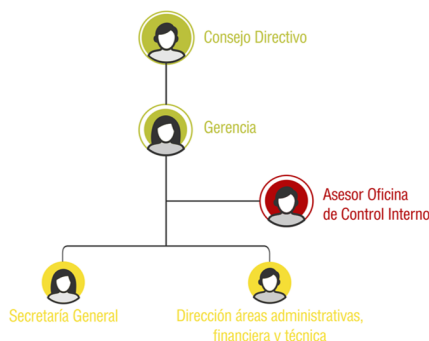 Consejo Directivo
Gerencia
Asesor Oficina
de Control Interno
Secretaría General
Dirección áreas administrativas,
financiera y técnica